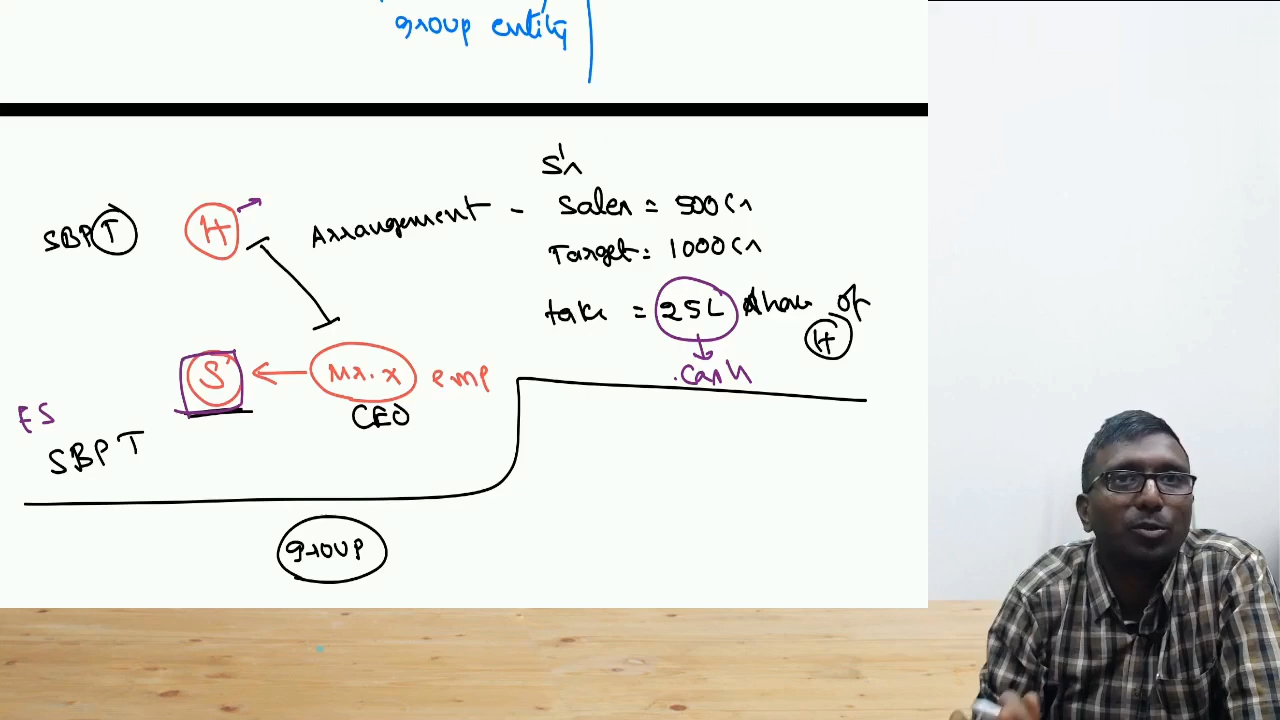 group entity
S'n
SBPT H Arrangement - Sales = 500 Cr
Target = 1000 Cr
take = 25L share of
H
cash
S' Mr. X emp
CEO
FS
SBPT
group